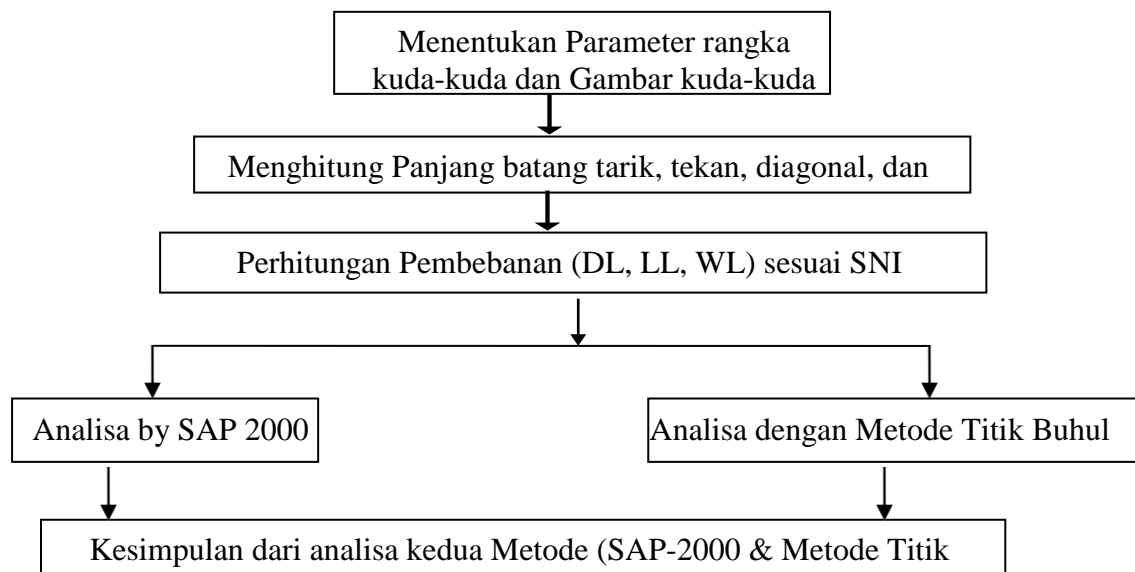 Menentukan Parameter rangka
kuda-kuda dan Gambar kuda-kuda
Menghitung Panjang batang tarik, tekan, diagonal, dan
Perhitungan Pembebanan (DL, LL, WL) sesuai SNI
Analisa by SAP 2000
Analisa dengan Metode Titik Buhul
Kesimpulan dari analisa kedua Metode (SAP-2000 & Metode Titik